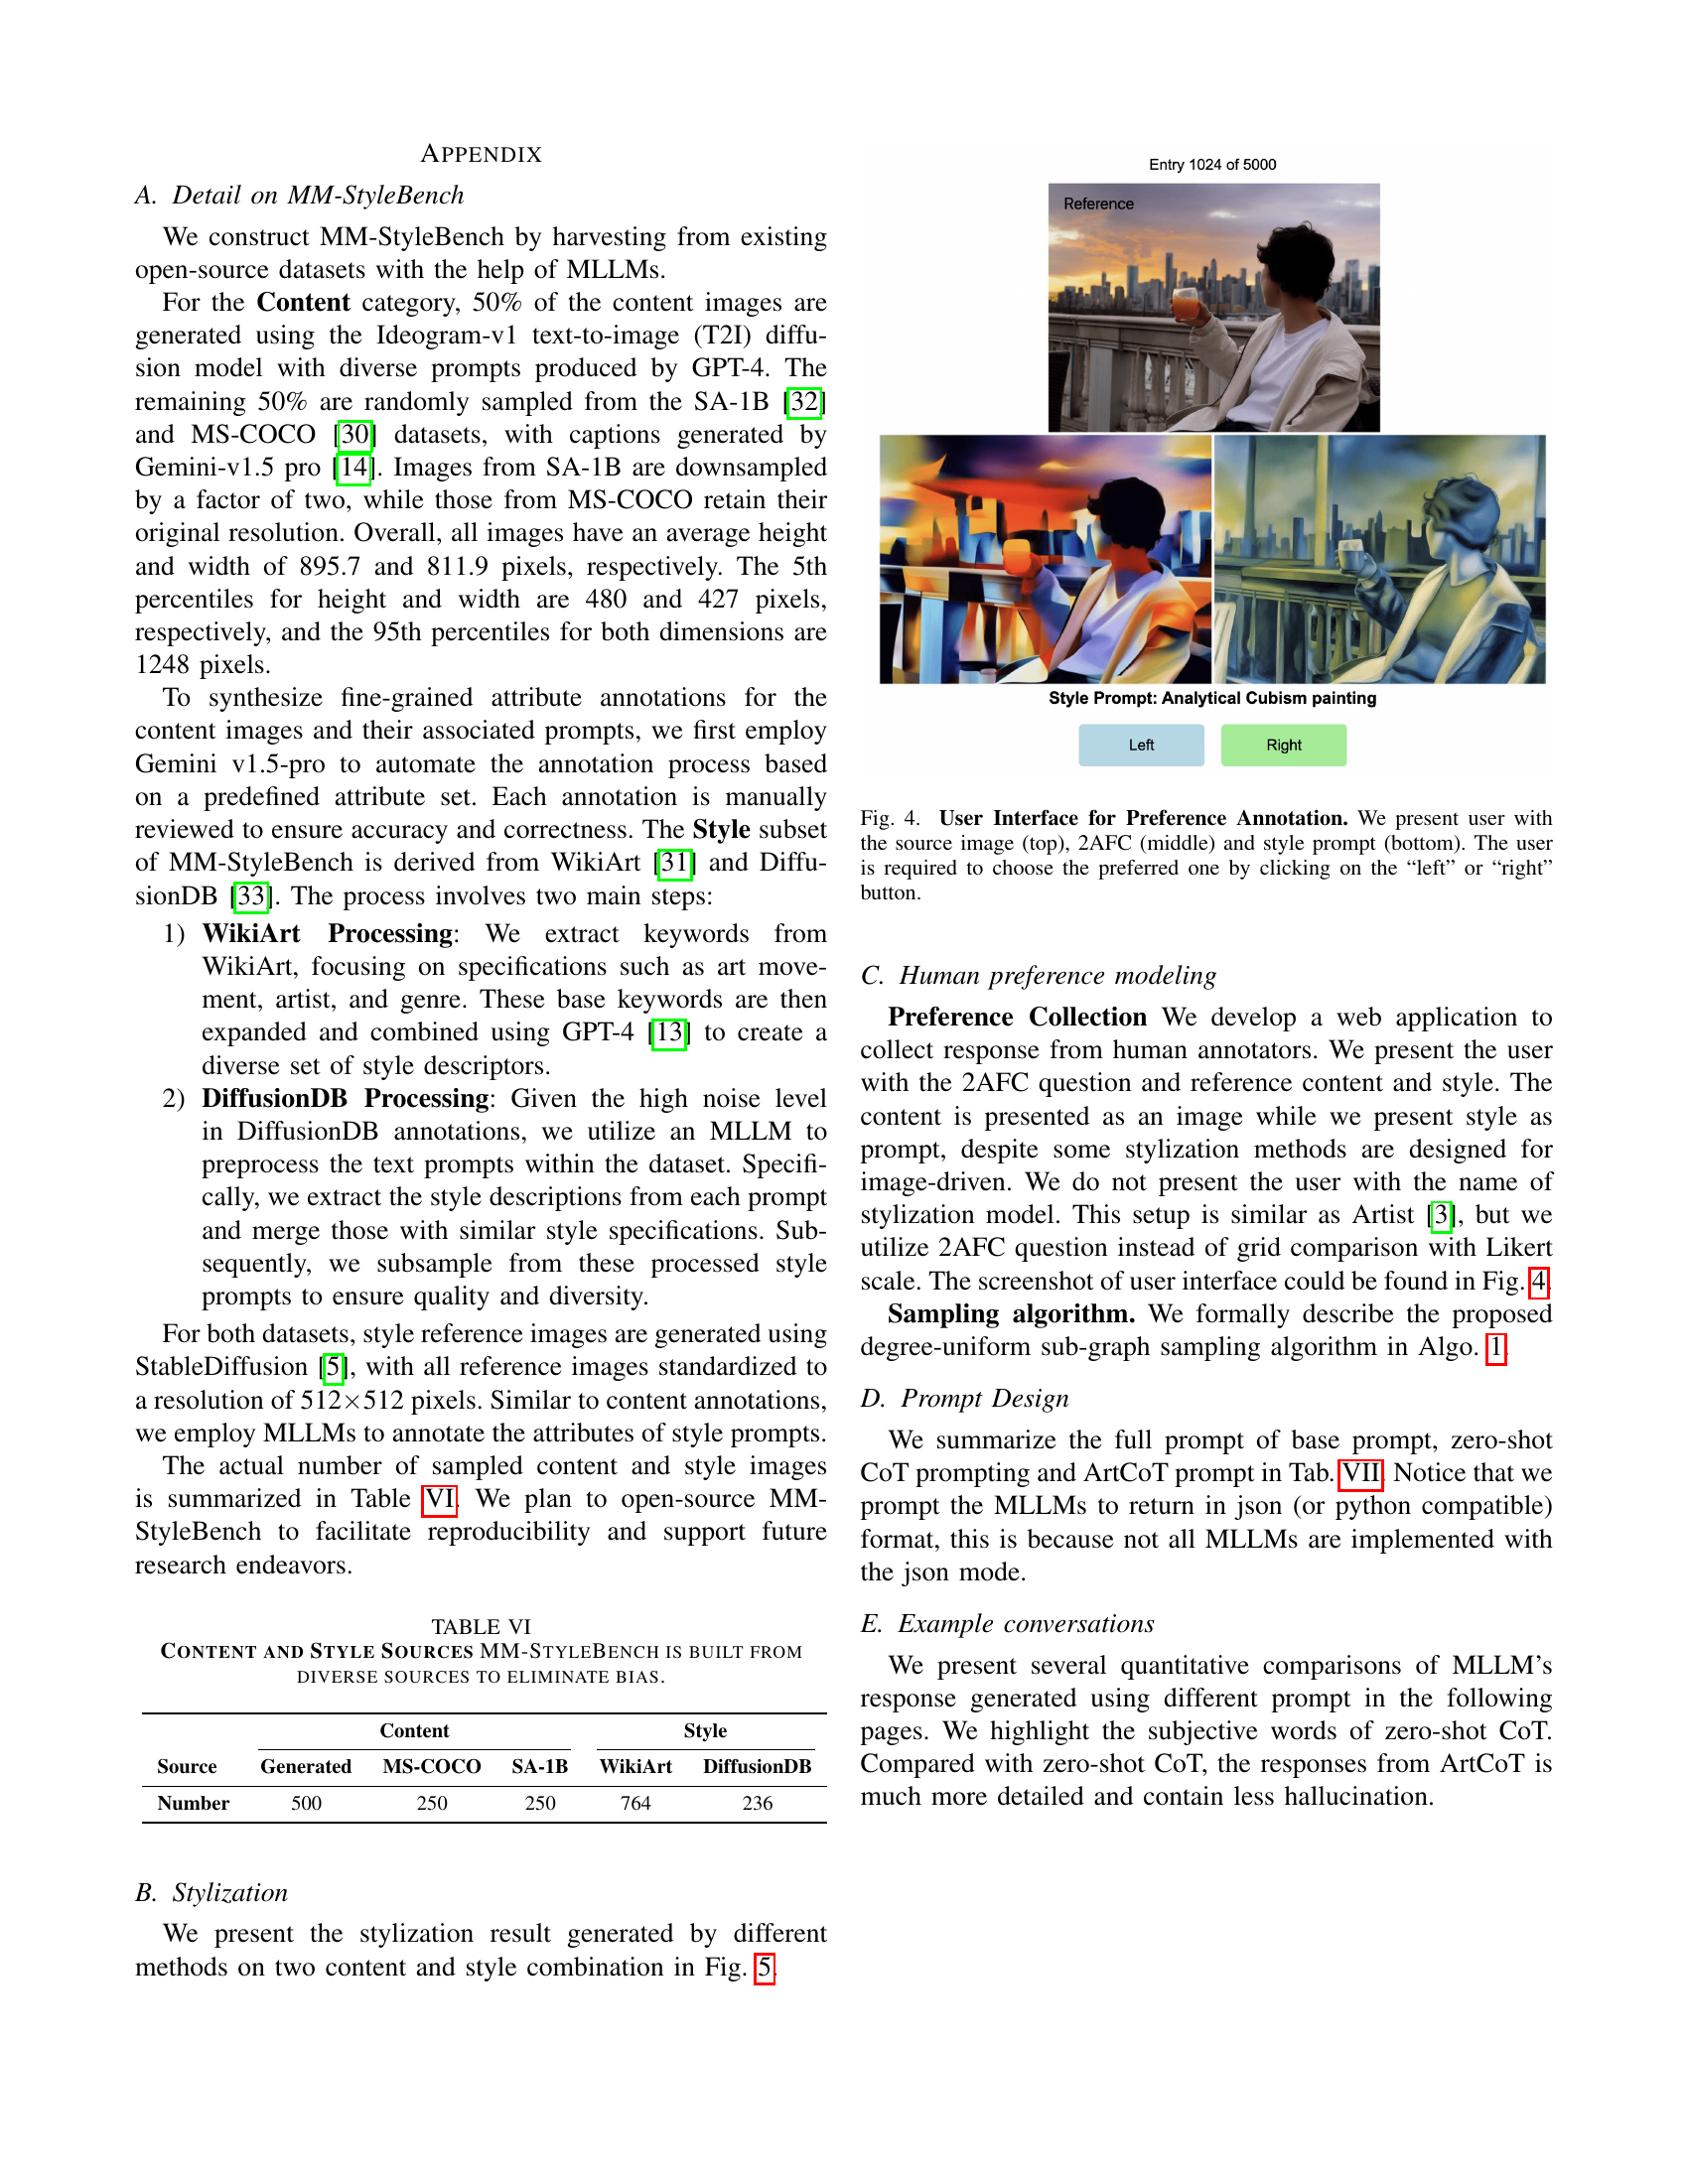 APPENDIX
A. Detail on MM-StyleBench
We construct MM-StyleBench by harvesting from existing
open-source datasets with the help of MLLMs.
For the Content category, 50% of the content images are
generated using the Ideogram-v1 text-to-image (T2I) diffu-
sion model with diverse prompts produced by GPT-4. The
remaining 50% are randomly sampled from the SA-1B [32]
and MS-COCO [30] datasets, with captions generated by
Gemini-v1.5 pro [14]. Images from SA-1B are downsampled
by a factor of two, while those from MS-COCO retain their
original resolution. Overall, all images have an average height
and width of 895.7 and 811.9 pixels, respectively. The 5th
percentiles for height and width are 480 and 427 pixels,
respectively, and the 95th percentiles for both dimensions are
1248 pixels.
To synthesize fine-grained attribute annotations for the
content images and their associated prompts, we first employ
Gemini v1.5-pro to automate the annotation process based
on a predefined attribute set. Each annotation is manually
reviewed to ensure accuracy and correctness. The Style subset
of MM-StyleBench is derived from WikiArt [31] and Diffu-
sionDB [33]. The process involves two main steps:
1) WikiArt Processing: We extract keywords from
WikiArt, focusing on specifications such as art move-
ment, artist, and genre. These base keywords are then
expanded and combined using GPT-4 [13] to create a
diverse set of style descriptors.
2) DiffusionDB Processing: Given the high noise level
in DiffusionDB annotations, we utilize an MLLM to
preprocess the text prompts within the dataset. Specifi-
cally, we extract the style descriptions from each prompt
and merge those with similar style specifications. Sub-
sequently, we subsample from these processed style
prompts to ensure quality and diversity.
For both datasets, style reference images are generated using
StableDiffusion [5], with all reference images standardized to
a resolution of 512×512 pixels. Similar to content annotations,
we employ MLLMs to annotate the attributes of style prompts.
The actual number of sampled content and style images
is summarized in Table VI. We plan to open-source MM-
StyleBench to facilitate reproducibility and support future
research endeavors.
TABLE VI
CONTENT AND STYLE SOURCES MM-STYLEBENCH IS BUILT FROM
DIVERSE SOURCES TO ELIMINATE BIAS.
Content Style
Source Generated MS-COCO SA-1B WikiArt DiffusionDB
Number 500 250 250 764 236
B. Stylization
We present the stylization result generated by different
methods on two content and style combination in Fig. 5.
Entry 1024 of 5000
Reference
Style Prompt: Analytical Cubism painting
Left Right
Fig. 4. User Interface for Preference Annotation. We present user with
the source image (top), 2AFC (middle) and style prompt (bottom). The user
is required to choose the preferred one by clicking on the “left” or “right”
button.
C. Human preference modeling
Preference Collection We develop a web application to
collect response from human annotators. We present the user
with the 2AFC question and reference content and style. The
content is presented as an image while we present style as
prompt, despite some stylization methods are designed for
image-driven. We do not present the user with the name of
stylization model. This setup is similar as Artist [3], but we
utilize 2AFC question instead of grid comparison with Likert
scale. The screenshot of user interface could be found in Fig. 4.
Sampling algorithm. We formally describe the proposed
degree-uniform sub-graph sampling algorithm in Algo. 1.
D. Prompt Design
We summarize the full prompt of base prompt, zero-shot
CoT prompting and ArtCoT prompt in Tab. VII. Notice that we
prompt the MLLMs to return in json (or python compatible)
format, this is because not all MLLMs are implemented with
the json mode.
E. Example conversations
We present several quantitative comparisons of MLLM’s
response generated using different prompt in the following
pages. We highlight the subjective words of zero-shot CoT.
Compared with zero-shot CoT, the responses from ArtCoT is
much more detailed and contain less hallucination.